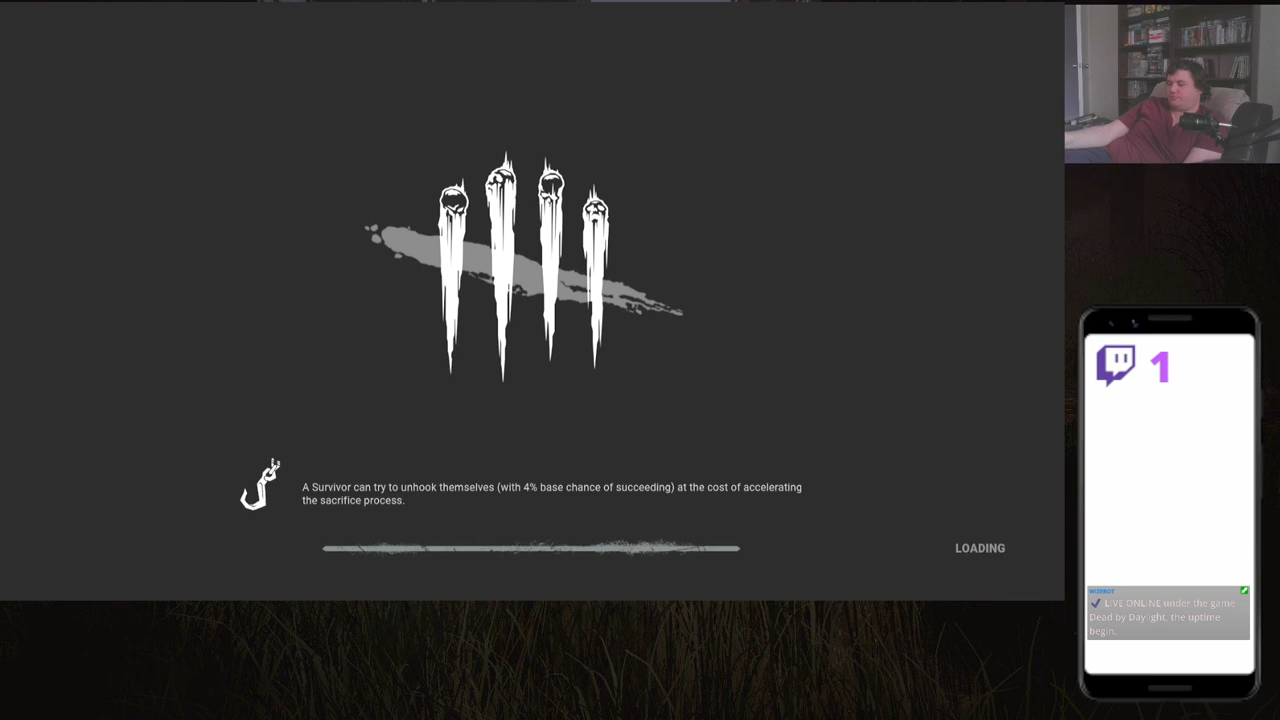 A Survivor can try to unhook themselves (with 4% base chance of succeeding) at the cost of accelerating
the sacrifice process.
LOADING
1
WIZEBOT
LIVE ONLINE under the game
Dead by Daylight, the uptime
begin.